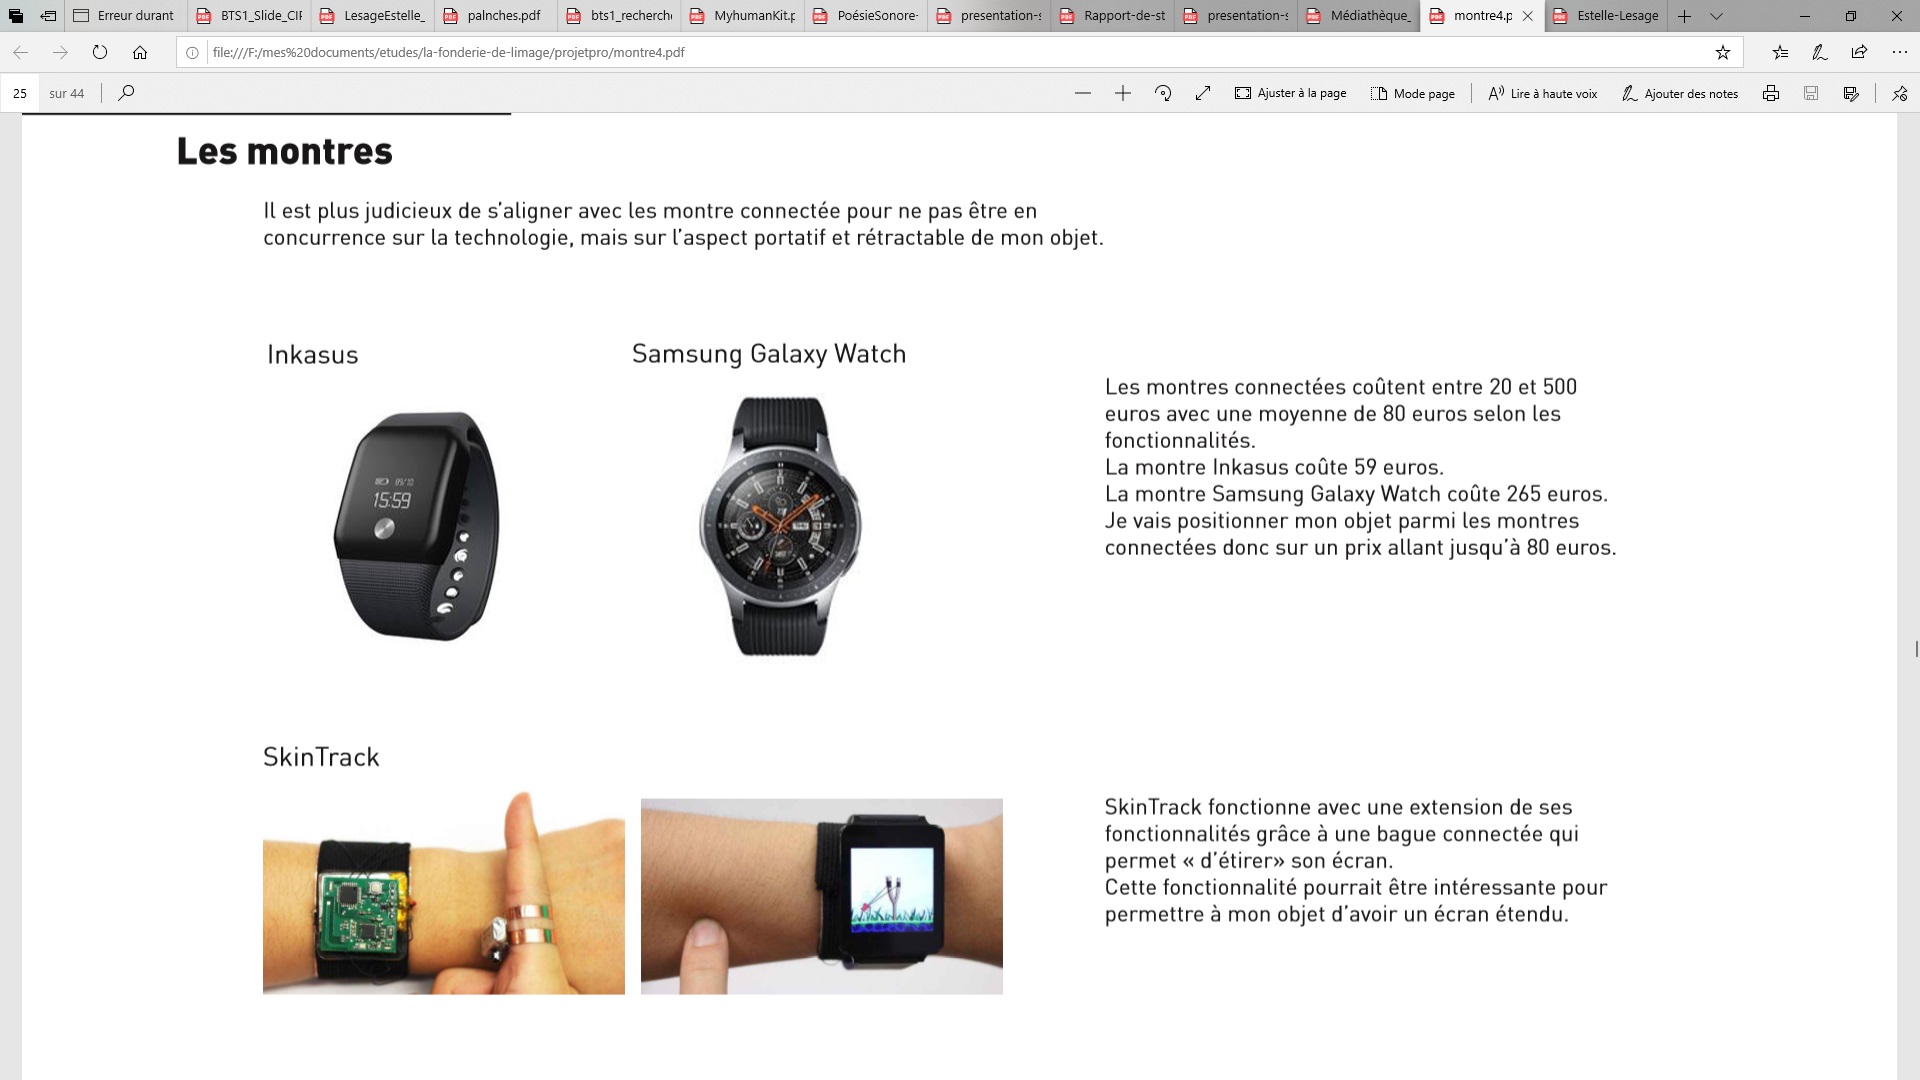 Erreur durant
BTS1_Slide_CIF
LesageEstelle_
palnches.pdf
bts1_recherch
MyhumanKit.p
PoésieSonore-
presentation-s
Rapport-de-st
presentation-s
Médiathèque_
montre4.p
Estelle-Lesage
file:///F:/mes%20documents/etudes/la-fonderie-de-limage/projetpro/montre4.pdf
25 sur 44
Ajuster à la page
Mode page
Lire à haute voix
Ajouter des notes
Les montres
Il est plus judicieux de s'aligner avec les montre connectée pour ne pas être en
concurrence sur la technologie, mais sur l'aspect portatif et rétractable de mon objet.
Inkasus
Samsung Galaxy Watch
09/10
15:59
Les montres connectées coûtent entre 20 et 500
euros avec une moyenne de 80 euros selon les
fonctionnalités.
La montre Inkasus coûte 59 euros.
La montre Samsung Galaxy Watch coûte 265 euros.
Je vais positionner mon objet parmi les montres
connectées donc sur un prix allant jusqu'à 80 euros.
SkinTrack
SkinTrack fonctionne avec une extension de ses
fonctionnalités grâce à une bague connectée qui
permet « d'étirer» son écran.
Cette fonctionnalité pourrait être intéressante pour
permettre à mon objet d'avoir un écran étendu.